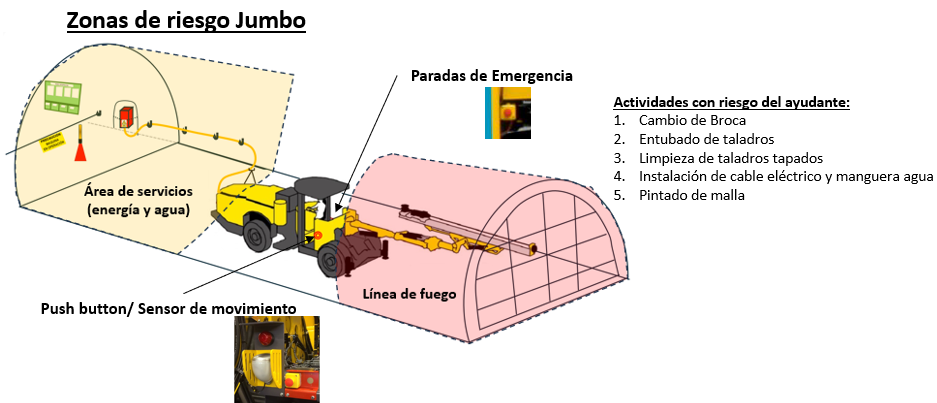 Zonas de riesgo Jumbo
Paradas de Emergencia
Actividades con riesgo del ayudante:
1. Cambio de Broca
2. Entubado de taladros
3. Limpieza de taladros tapados
4. Instalación de cable eléctrico y manguera agua
5. Pintado de malla
Área de servicios
(energía y agua)
Línea de fuego
Push button/ Sensor de movimiento